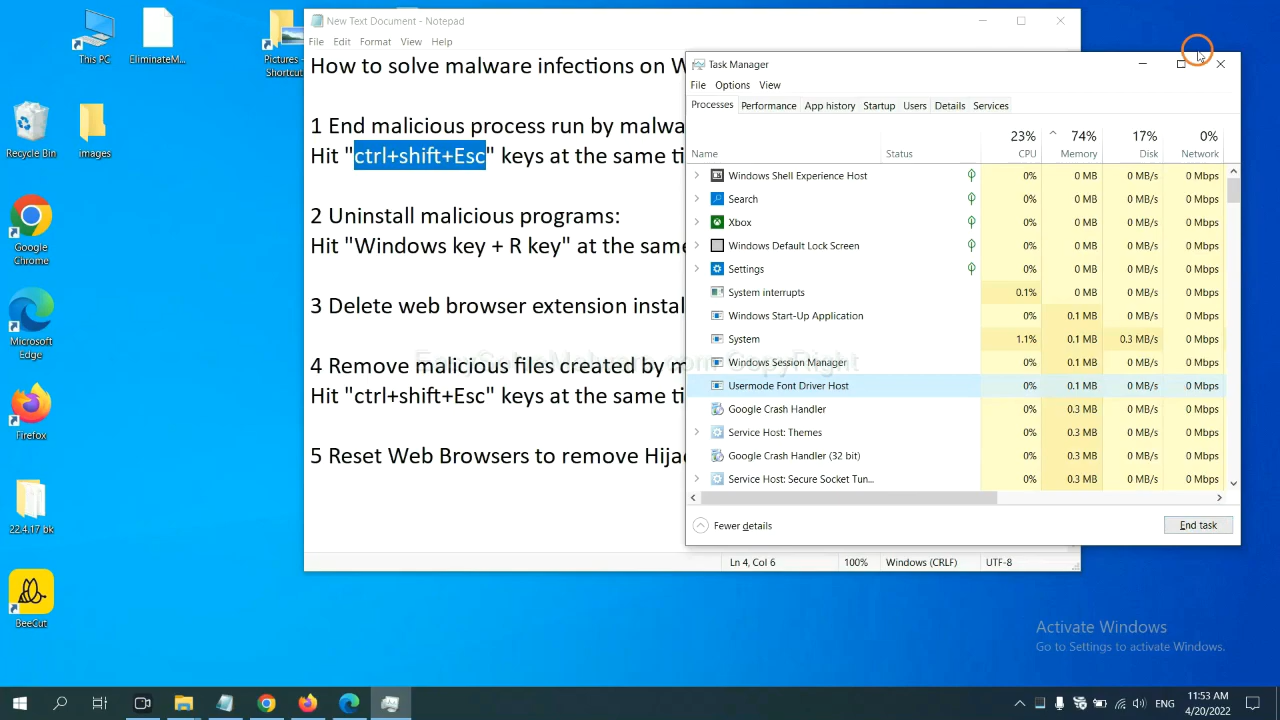 This PC
EliminateM...
Pictures -
Shortcut
Recycle Bin
images
Google
Chrome
Microsoft
Edge
Firefox
22 4.17 bk
BeeCut
New Text Document - Notepad
File Edit Format View Help
How to solve malware infections on W
1 End malicious process run by malwa
Hit "ctrl+shift+Esc" keys at the same ti
2 Uninstall malicious programs:
Hit "Windows key + R key" at the same
3 Delete web browser extension instal
4 Remove malicious files created by m
Hit "ctrl+shift+Esc" keys at the same ti
5 Reset Web Browsers to remove Hija
Ln 4, Col 6 100% Windows (CRLF) UTF-8
Task Manager
File Options View
Processes Performance App history Startup Users Details Services
23% 74% 17% 0%
Name Status CPU Memory Disk Network
Windows Shell Experience Host 0% 0 MB 0 MB/s 0 Mbps
Search 0% 0 MB 0 MB/s 0 Mbps
Xbox 0% 0 MB 0 MB/s 0 Mbps
Windows Default Lock Screen 0% 0 MB 0 MB/s 0 Mbps
Settings 0% 0 MB 0 MB/s 0 Mbps
System interrupts 0.1% 0 MB 0 MB/s 0 Mbps
Windows Start-Up Application 0% 0.1 MB 0 MB/s 0 Mbps
System 1.1% 0.1 MB 0.3 MB/s 0 Mbps
Windows Session Manager 0% 0.1 MB 0 MB/s 0 Mbps
Usermode Font Driver Host 0% 0.1 MB 0 MB/s 0 Mbps
Google Crash Handler 0% 0.3 MB 0 MB/s 0 Mbps
Service Host: Themes 0% 0.3 MB 0 MB/s 0 Mbps
Google Crash Handler (32 bit) 0% 0.3 MB 0 MB/s 0 Mbps
Service Host: Secure Socket Tun... 0% 0.3 MB 0 MB/s 0 Mbps
Fewer details
End task
Activate Windows
Go to Settings to activate Windows.
ENG
11:53 AM
4/20/2022